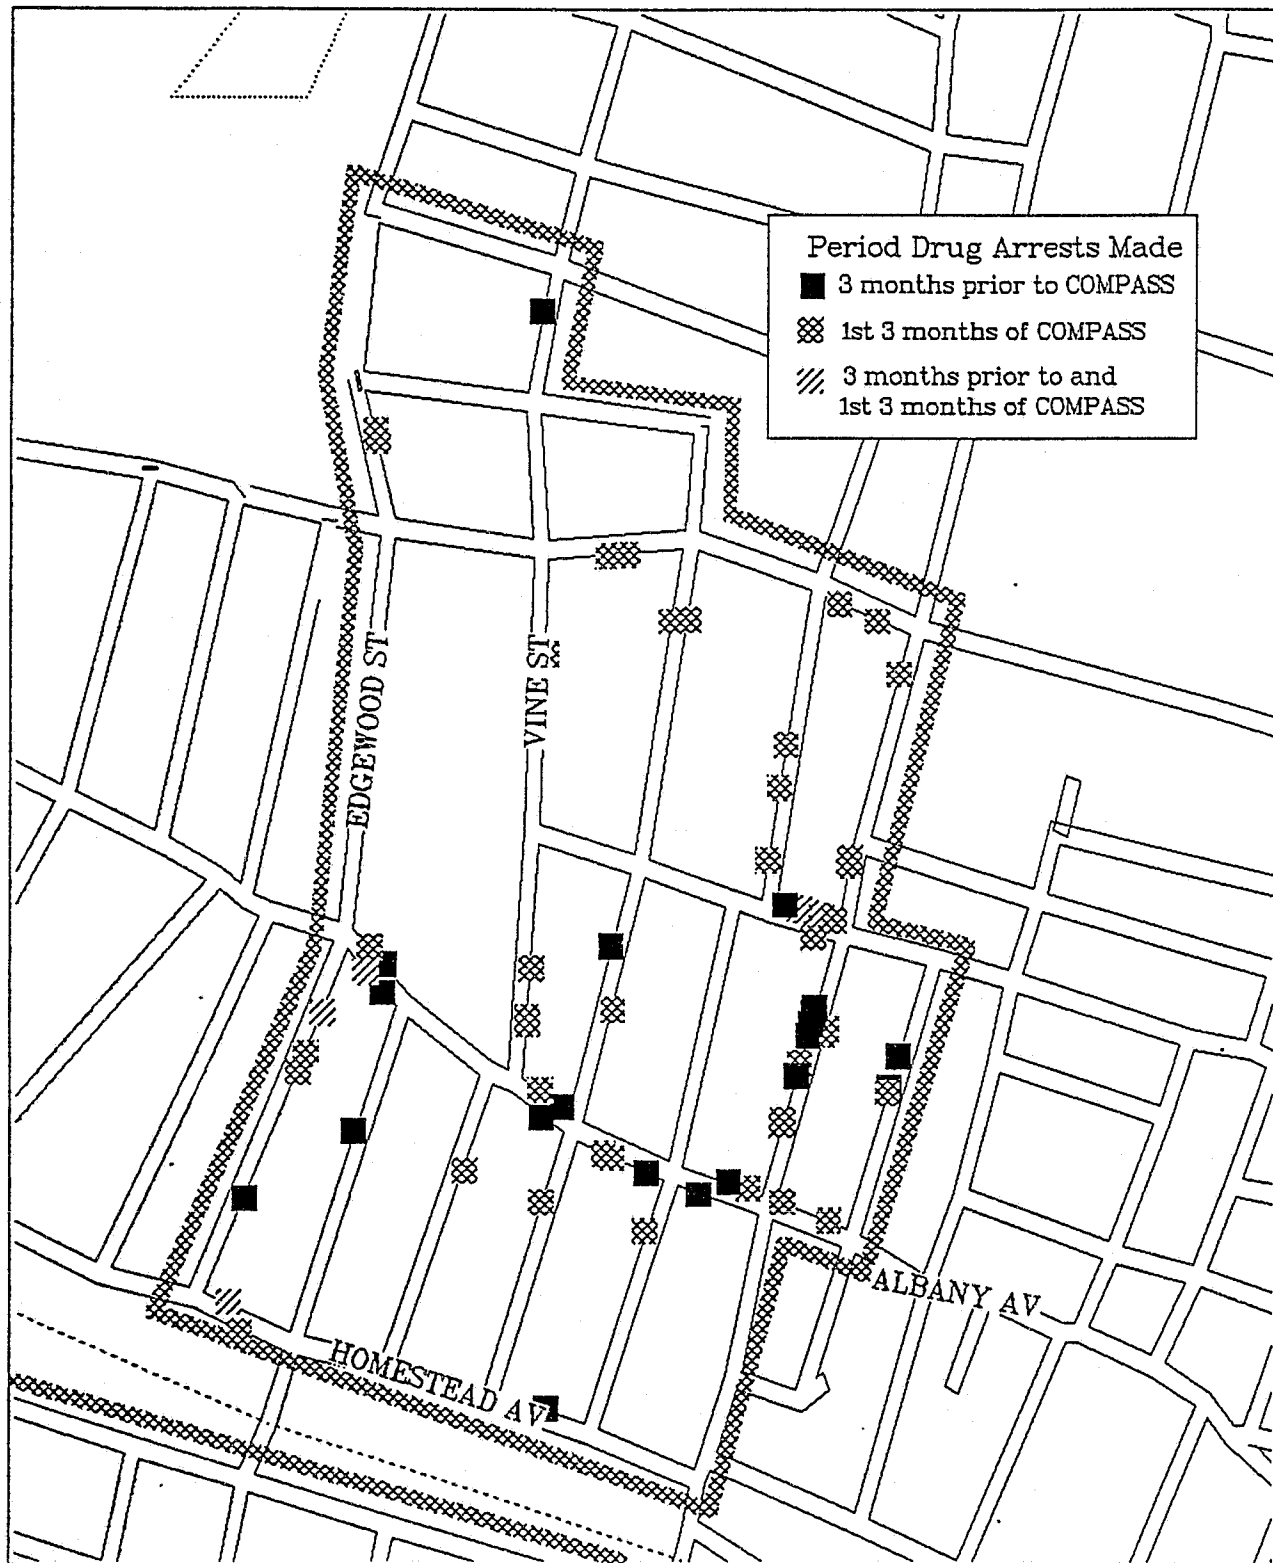 Period Drug Arrests Made
3 months prior to COMPASS
1st 3 months of COMPASS
3 months prior to and
1st 3 months of COMPASS
EDGEWOOD ST
VINE ST
ALBANY AV
HOMESTEAD AV